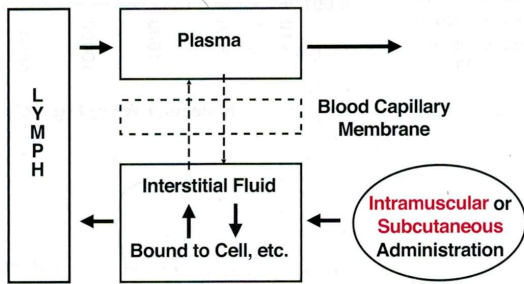 Plasma
L
Y
M
P
H
Blood Capillary
Membrane
Interstitial Fluid
Bound to Cell, etc.
Intramuscular or
Subcutaneous
Administration